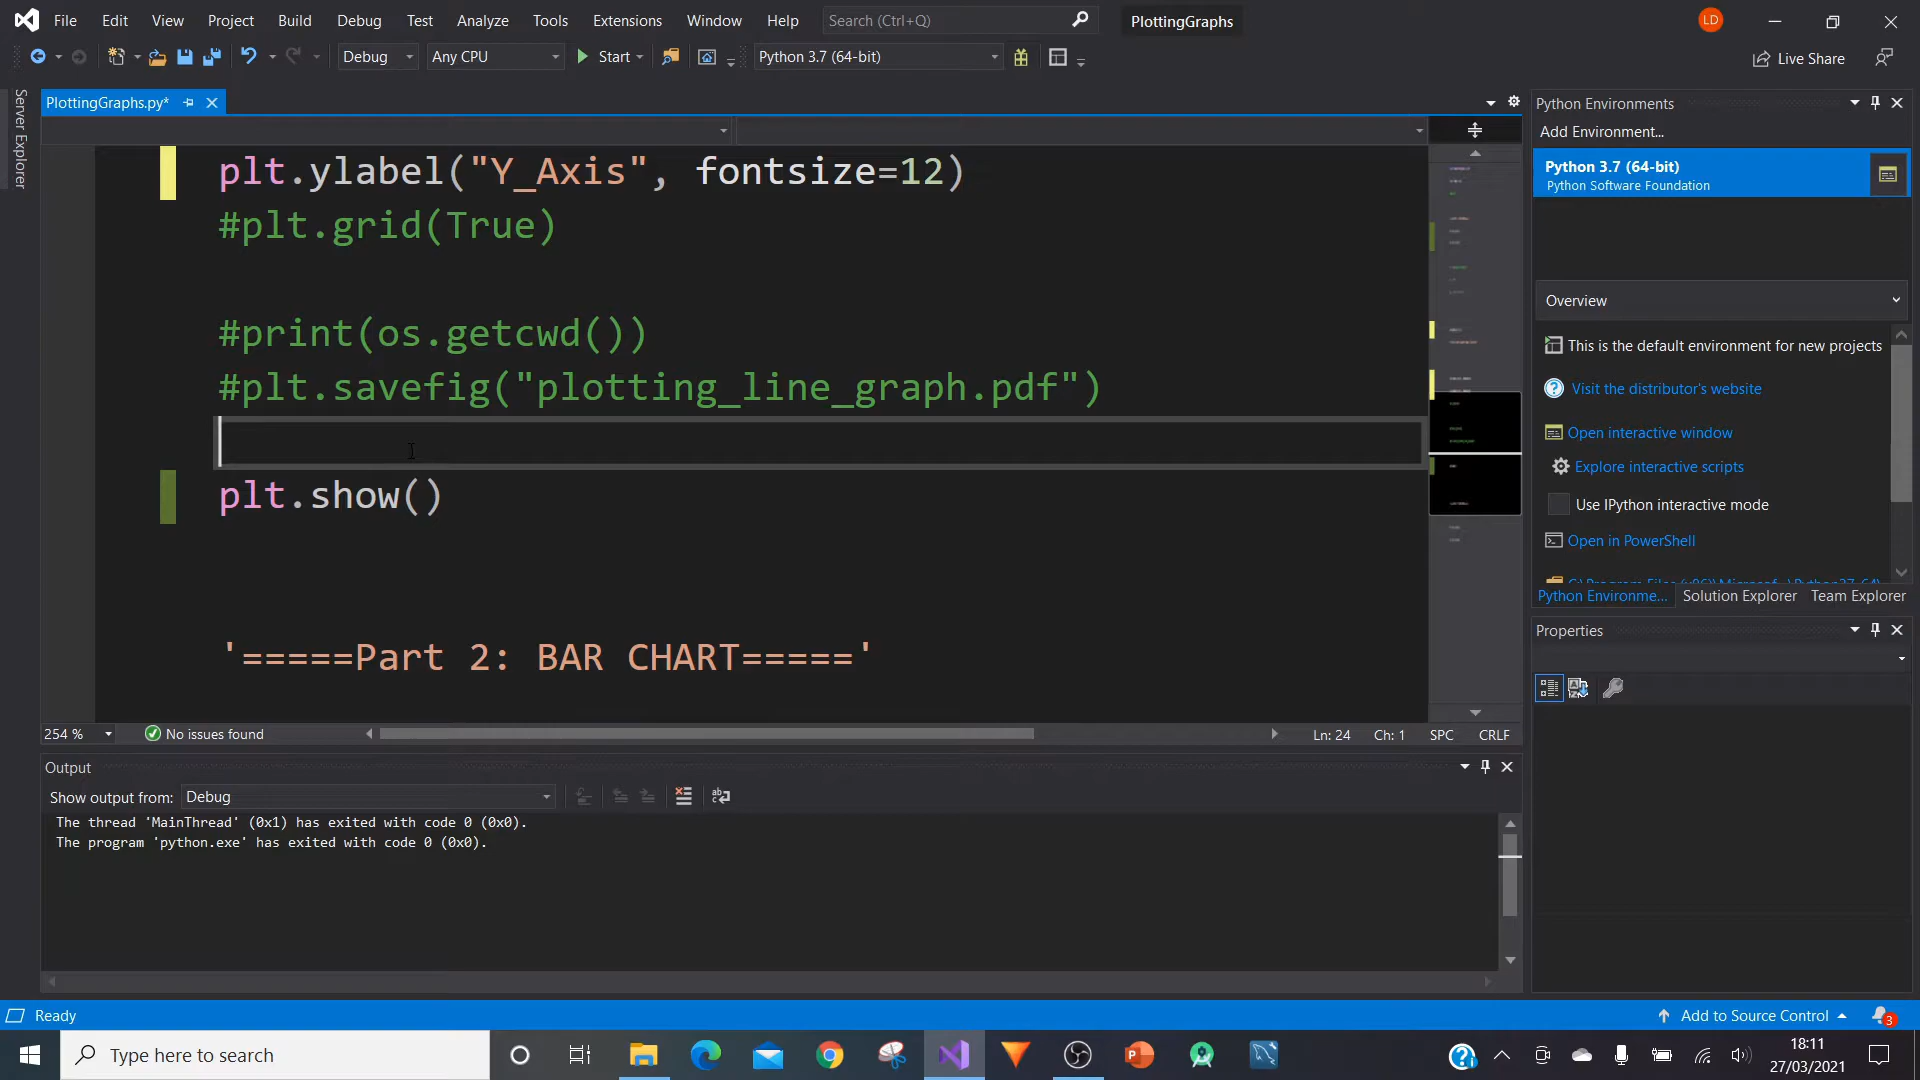 File Edit View Project Build Debug Test Analyze Tools Extensions Window Help Search (Ctrl+Q) PlottingGraphs LD
Debug Any CPU Start Python 3.7 (64-bit) Live Share
Server Explorer
PlottingGraphs.py*
plt.ylabel("Y_Axis", fontsize=12)
#plt.grid(True)
#print(os.getcwd())
#plt.savefig("plotting_line_graph.pdf")
plt.show()
'=====Part 2: BAR CHART====='
254 % No issues found Ln: 24 Ch: 1 SPC CRLF
Output
Show output from: Debug
The thread 'MainThread' (0x1) has exited with code 0 (0x0).
The program 'python.exe' has exited with code 0 (0x0).
Python Environments
Add Environment...
Python 3.7 (64-bit)
Python Software Foundation
Overview
This is the default environment for new projects
Visit the distributor's website
Open interactive window
Explore interactive scripts
Use IPython interactive mode
Open in PowerShell
Python Environme... Solution Explorer Team Explorer
Properties
Ready Add to Source Control 3
Type here to search
18:11
27/03/2021